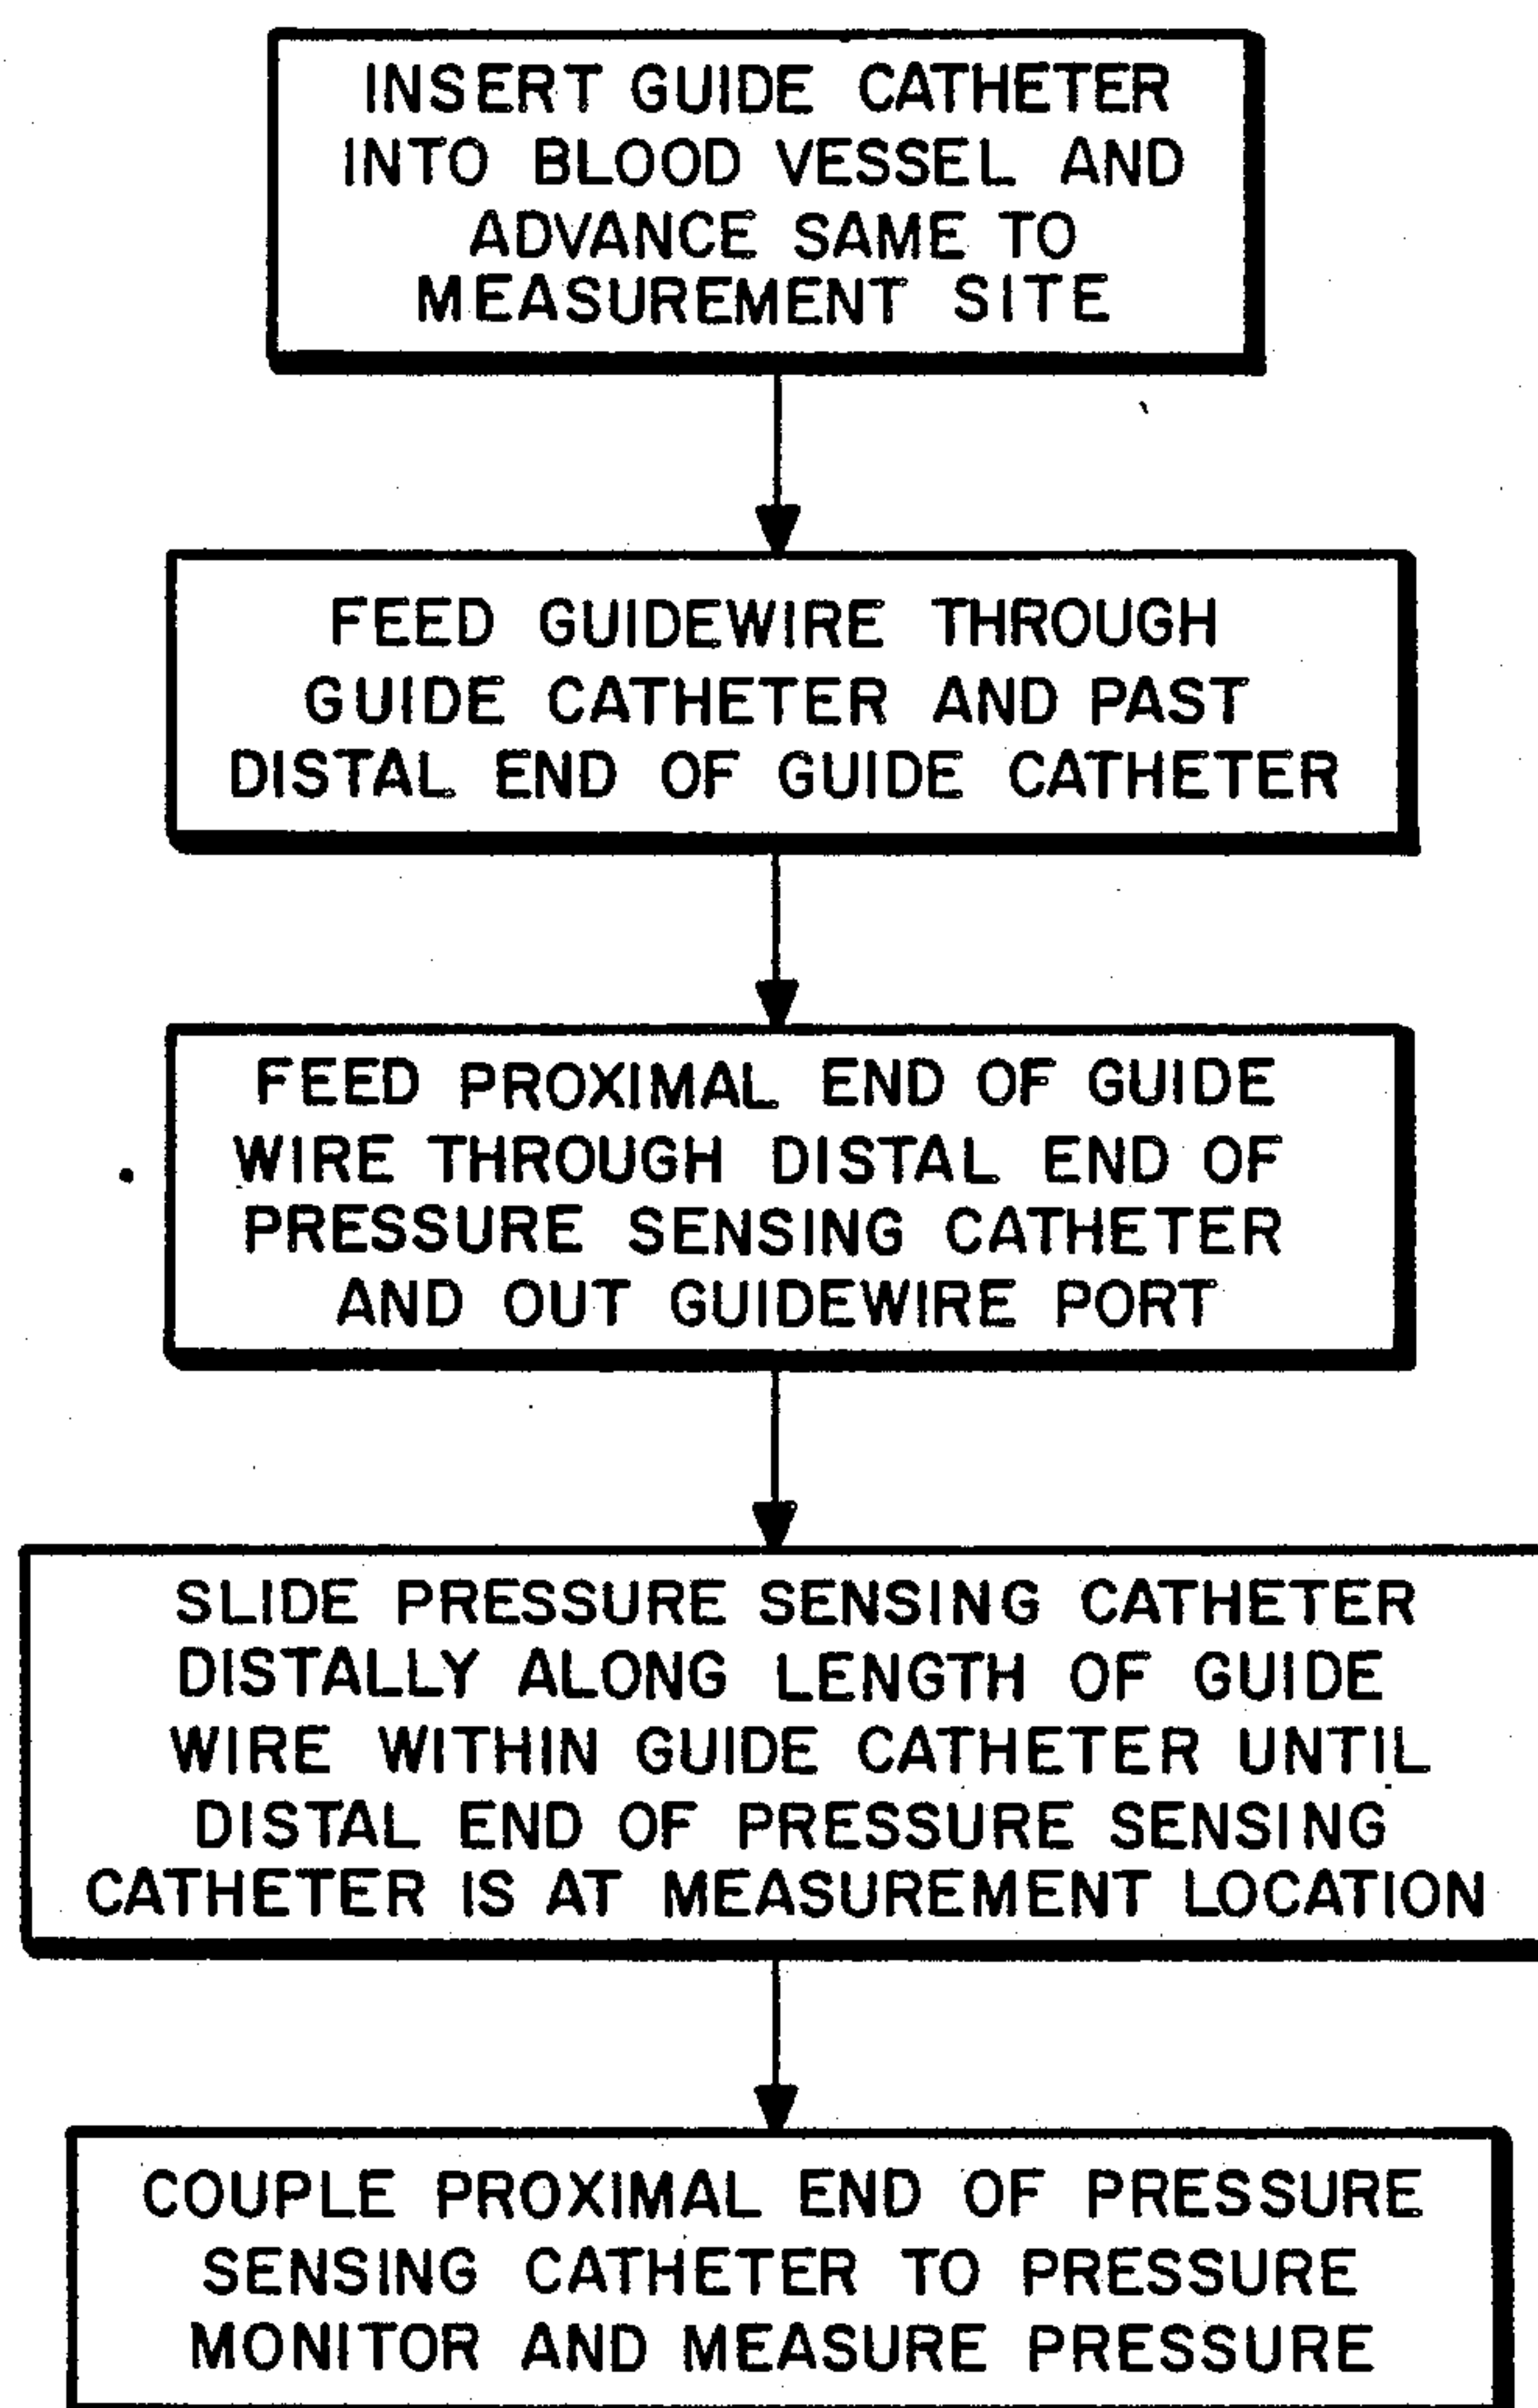 INSERT GUIDE CATHETER
INTO BLOOD VESSEL AND
ADVANCE SAME TO
MEASUREMENT SITE
FEED GUIDEWIRE THROUGH
GUIDE CATHETER AND PAST
DISTAL END OF GUIDE CATHETER
FEED PROXIMAL END OF GUIDE
WIRE THROUGH DISTAL END OF
PRESSURE SENSING CATHETER
AND OUT GUIDEWIRE PORT
SLIDE PRESSURE SENSING CATHETER
DISTALLY ALONG LENGTH OF GUIDE
WIRE WITHIN GUIDE CATHETER UNTIL
DISTAL END OF PRESSURE SENSING
CATHETER IS AT MEASUREMENT LOCATION
COUPLE PROXIMAL END OF PRESSURE
SENSING CATHETER TO PRESSURE
MONITOR AND MEASURE PRESSURE